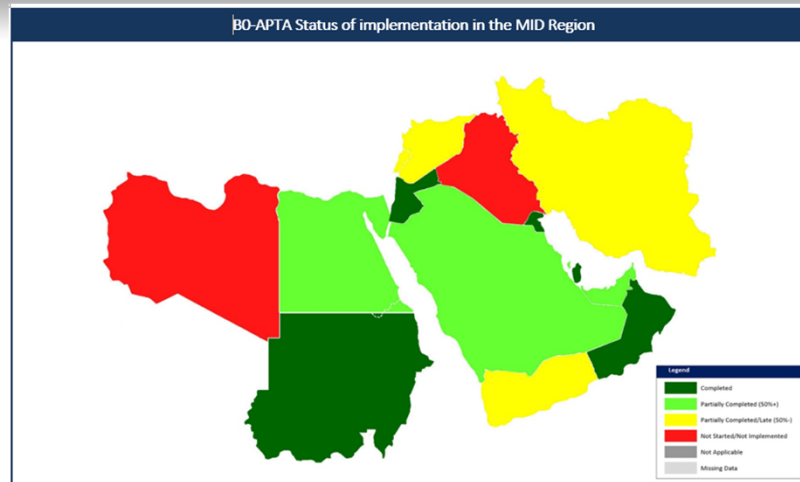 B0-APTA Status of implementation in the MID Region
Legend
Completed
Partially Completed (50%+)
Partially Completed/Late (50%-)
Not Started/Not Implemented
Not Applicable
Missing Data